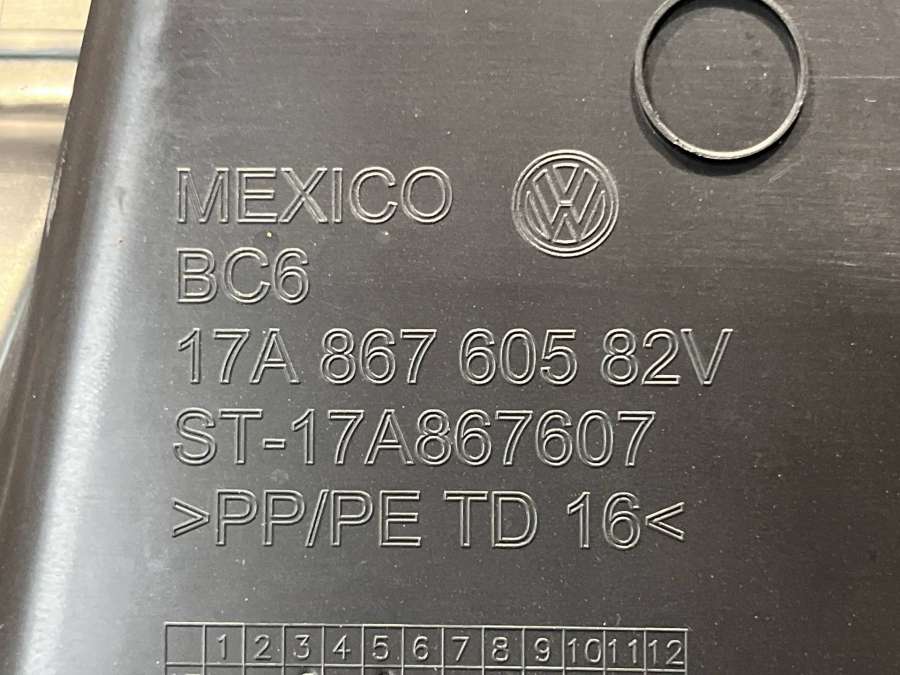 MEXICO
BC6
17A 867 605 82V
ST-17A867607
>PP/PE TD 16<
1 2 3 4 5 6 7 8 9 10 11 12